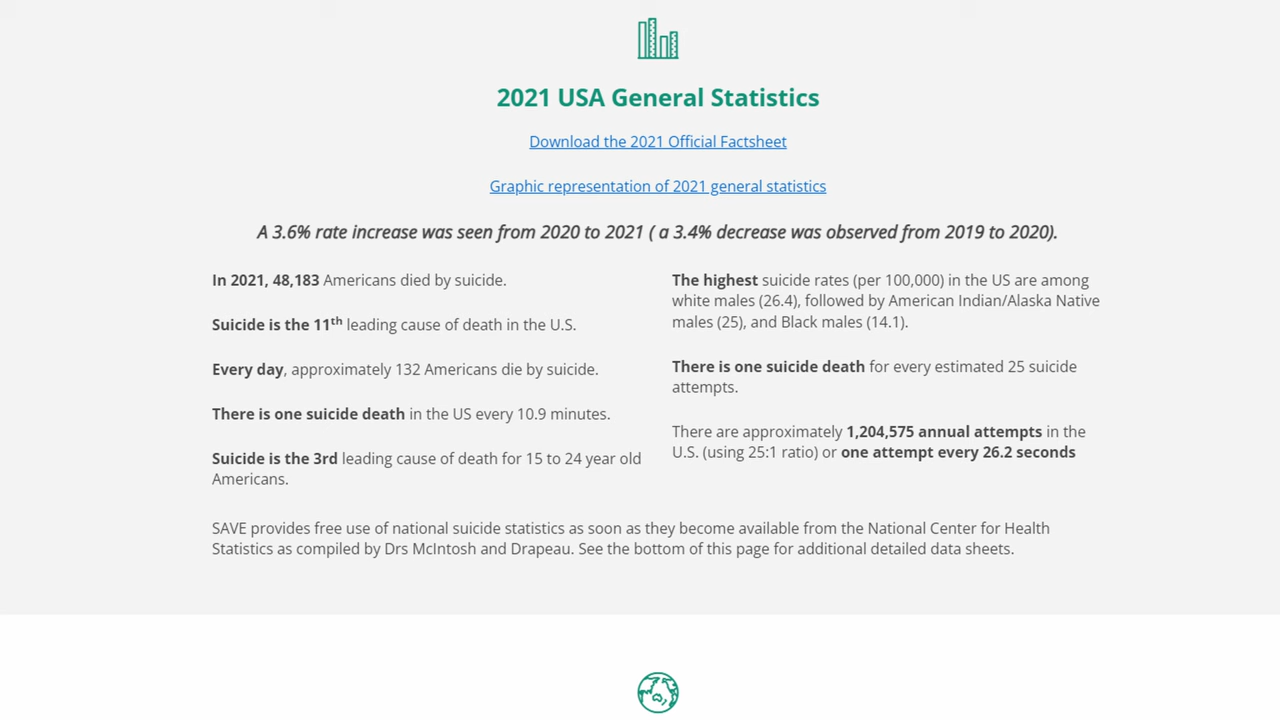 2021 USA General Statistics
Download the 2021 Official Factsheet
Graphic representation of 2021 general statistics
A 3.6% rate increase was seen from 2020 to 2021 ( a 3.4% decrease was observed from 2019 to 2020).
In 2021, 48,183 Americans died by suicide.
Suicide is the 11th leading cause of death in the U.S.
Every day, approximately 132 Americans die by suicide.
There is one suicide death in the US every 10.9 minutes.
Suicide is the 3rd leading cause of death for 15 to 24 year old
Americans.
The highest suicide rates (per 100,000) in the US are among
white males (26.4), followed by American Indian/Alaska Native
males (25), and Black males (14.1).
There is one suicide death for every estimated 25 suicide
attempts.
There are approximately 1,204,575 annual attempts in the
U.S. (using 25:1 ratio) or one attempt every 26.2 seconds
SAVE provides free use of national suicide statistics as soon as they become available from the National Center for Health
Statistics as compiled by Drs McIntosh and Drapeau. See the bottom of this page for additional detailed data sheets.